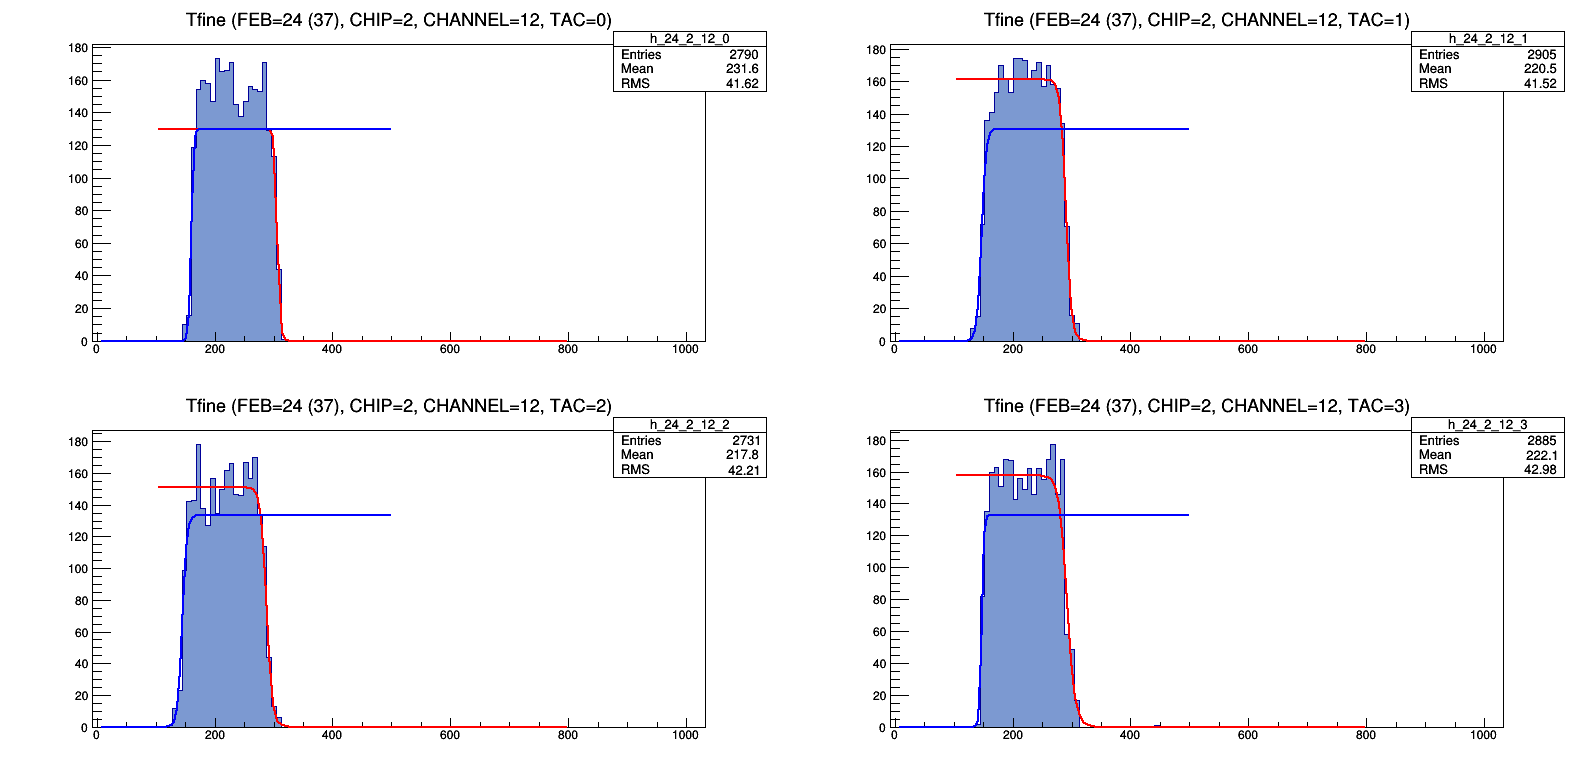 Tfine (FEB=24 (37), CHIP=2, CHANNEL=12, TAC=0)
h_24_2_12_0
Entries 2790
Mean 231.6
RMS 41.62
180
160
140
120
100
80
60
40
20
0
0 200 400 600 800 1000
Tfine (FEB=24 (37), CHIP=2, CHANNEL=12, TAC=1)
h_24_2_12_1
Entries 2905
Mean 220.5
RMS 41.52
180
160
140
120
100
80
60
40
20
0
0 200 400 600 800 1000
Tfine (FEB=24 (37), CHIP=2, CHANNEL=12, TAC=2)
h_24_2_12_2
Entries 2731
Mean 217.8
RMS 42.21
180
160
140
120
100
80
60
40
20
0
0 200 400 600 800 1000
Tfine (FEB=24 (37), CHIP=2, CHANNEL=12, TAC=3)
h_24_2_12_3
Entries 2885
Mean 222.1
RMS 42.98
180
160
140
120
100
80
60
40
20
0
0 200 400 600 800 1000